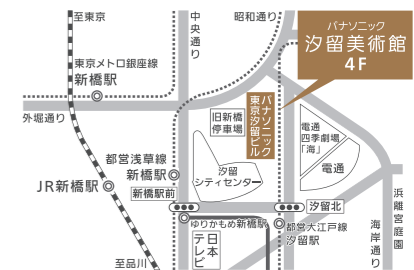 至東京
中央通り
昭和通り
パナソニック
汐留美術館
4F
東京メトロ銀座線
新橋駅
外堀通り
旧新橋
停車場
パナソニック
東京汐留ビル
電通
四季劇場
「海」
電通
都営浅草線
新橋駅
汐留
シティセンター
JR新橋駅
新橋駅前
汐留北
ゆりかもめ新橋駅
都営大江戸線
汐留駅
日本
テレビ
浜離宮庭園
海岸通り
至品川